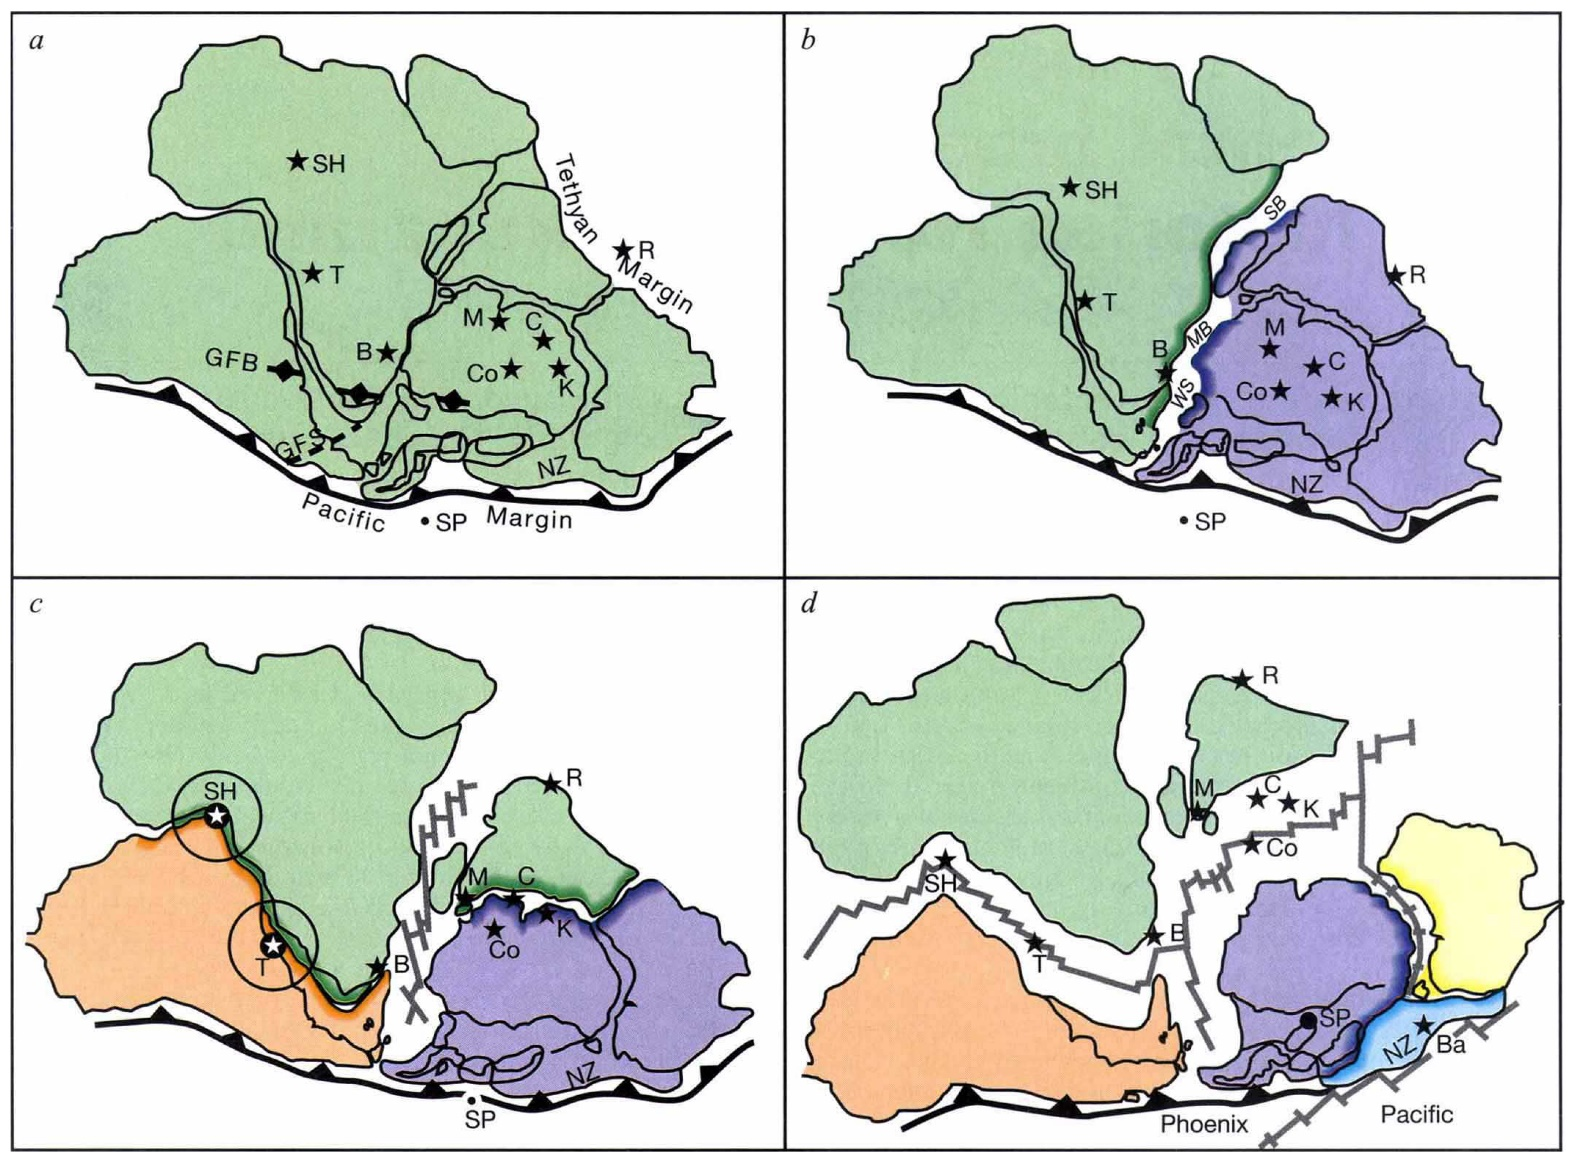 a
SH
Tethyan
Margin
R
T
M
C
B
Co
K
GFB
GFS
NZ
Pacific
Margin
SP
b
SH
SB
R
T
MB
M
B
C
WS
Co
K
NZ
SP
c
SH
R
M
C
K
Co
T
B
NZ
SP
d
R
M
C
K
Co
SH
T
B
SP
NZ
Ba
Phoenix
Pacific